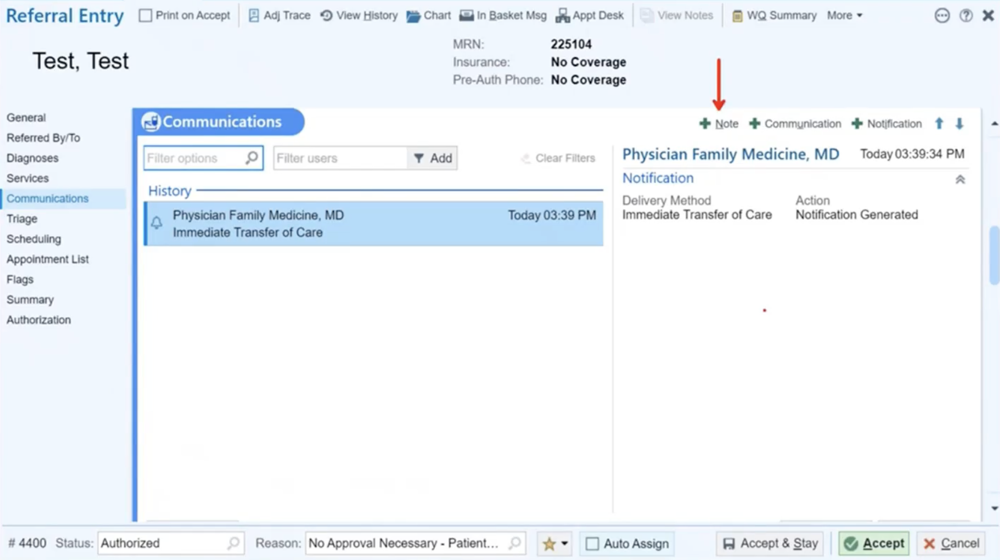 Referral Entry Print on Accept Adj Trace View History Chart In Basket Msg Appt Desk View Notes WQ Summary More
Test, Test
MRN: 225104
Insurance: No Coverage
Pre-Auth Phone: No Coverage
General
Referred By/To
Diagnoses
Services
Communications
Triage
Scheduling
Appointment List
Flags
Summary
Authorization
Communications
Note Communication Notification
Filter options Filter users Add Clear Filters
History
Physician Family Medicine, MD Today 03:39 PM
Immediate Transfer of Care
Physician Family Medicine, MD Today 03:39:34 PM
Notification
Delivery Method Action
Immediate Transfer of Care Notification Generated
# 4400 Status: Authorized Reason: No Approval Necessary - Patient... Auto Assign Accept & Stay Accept Cancel